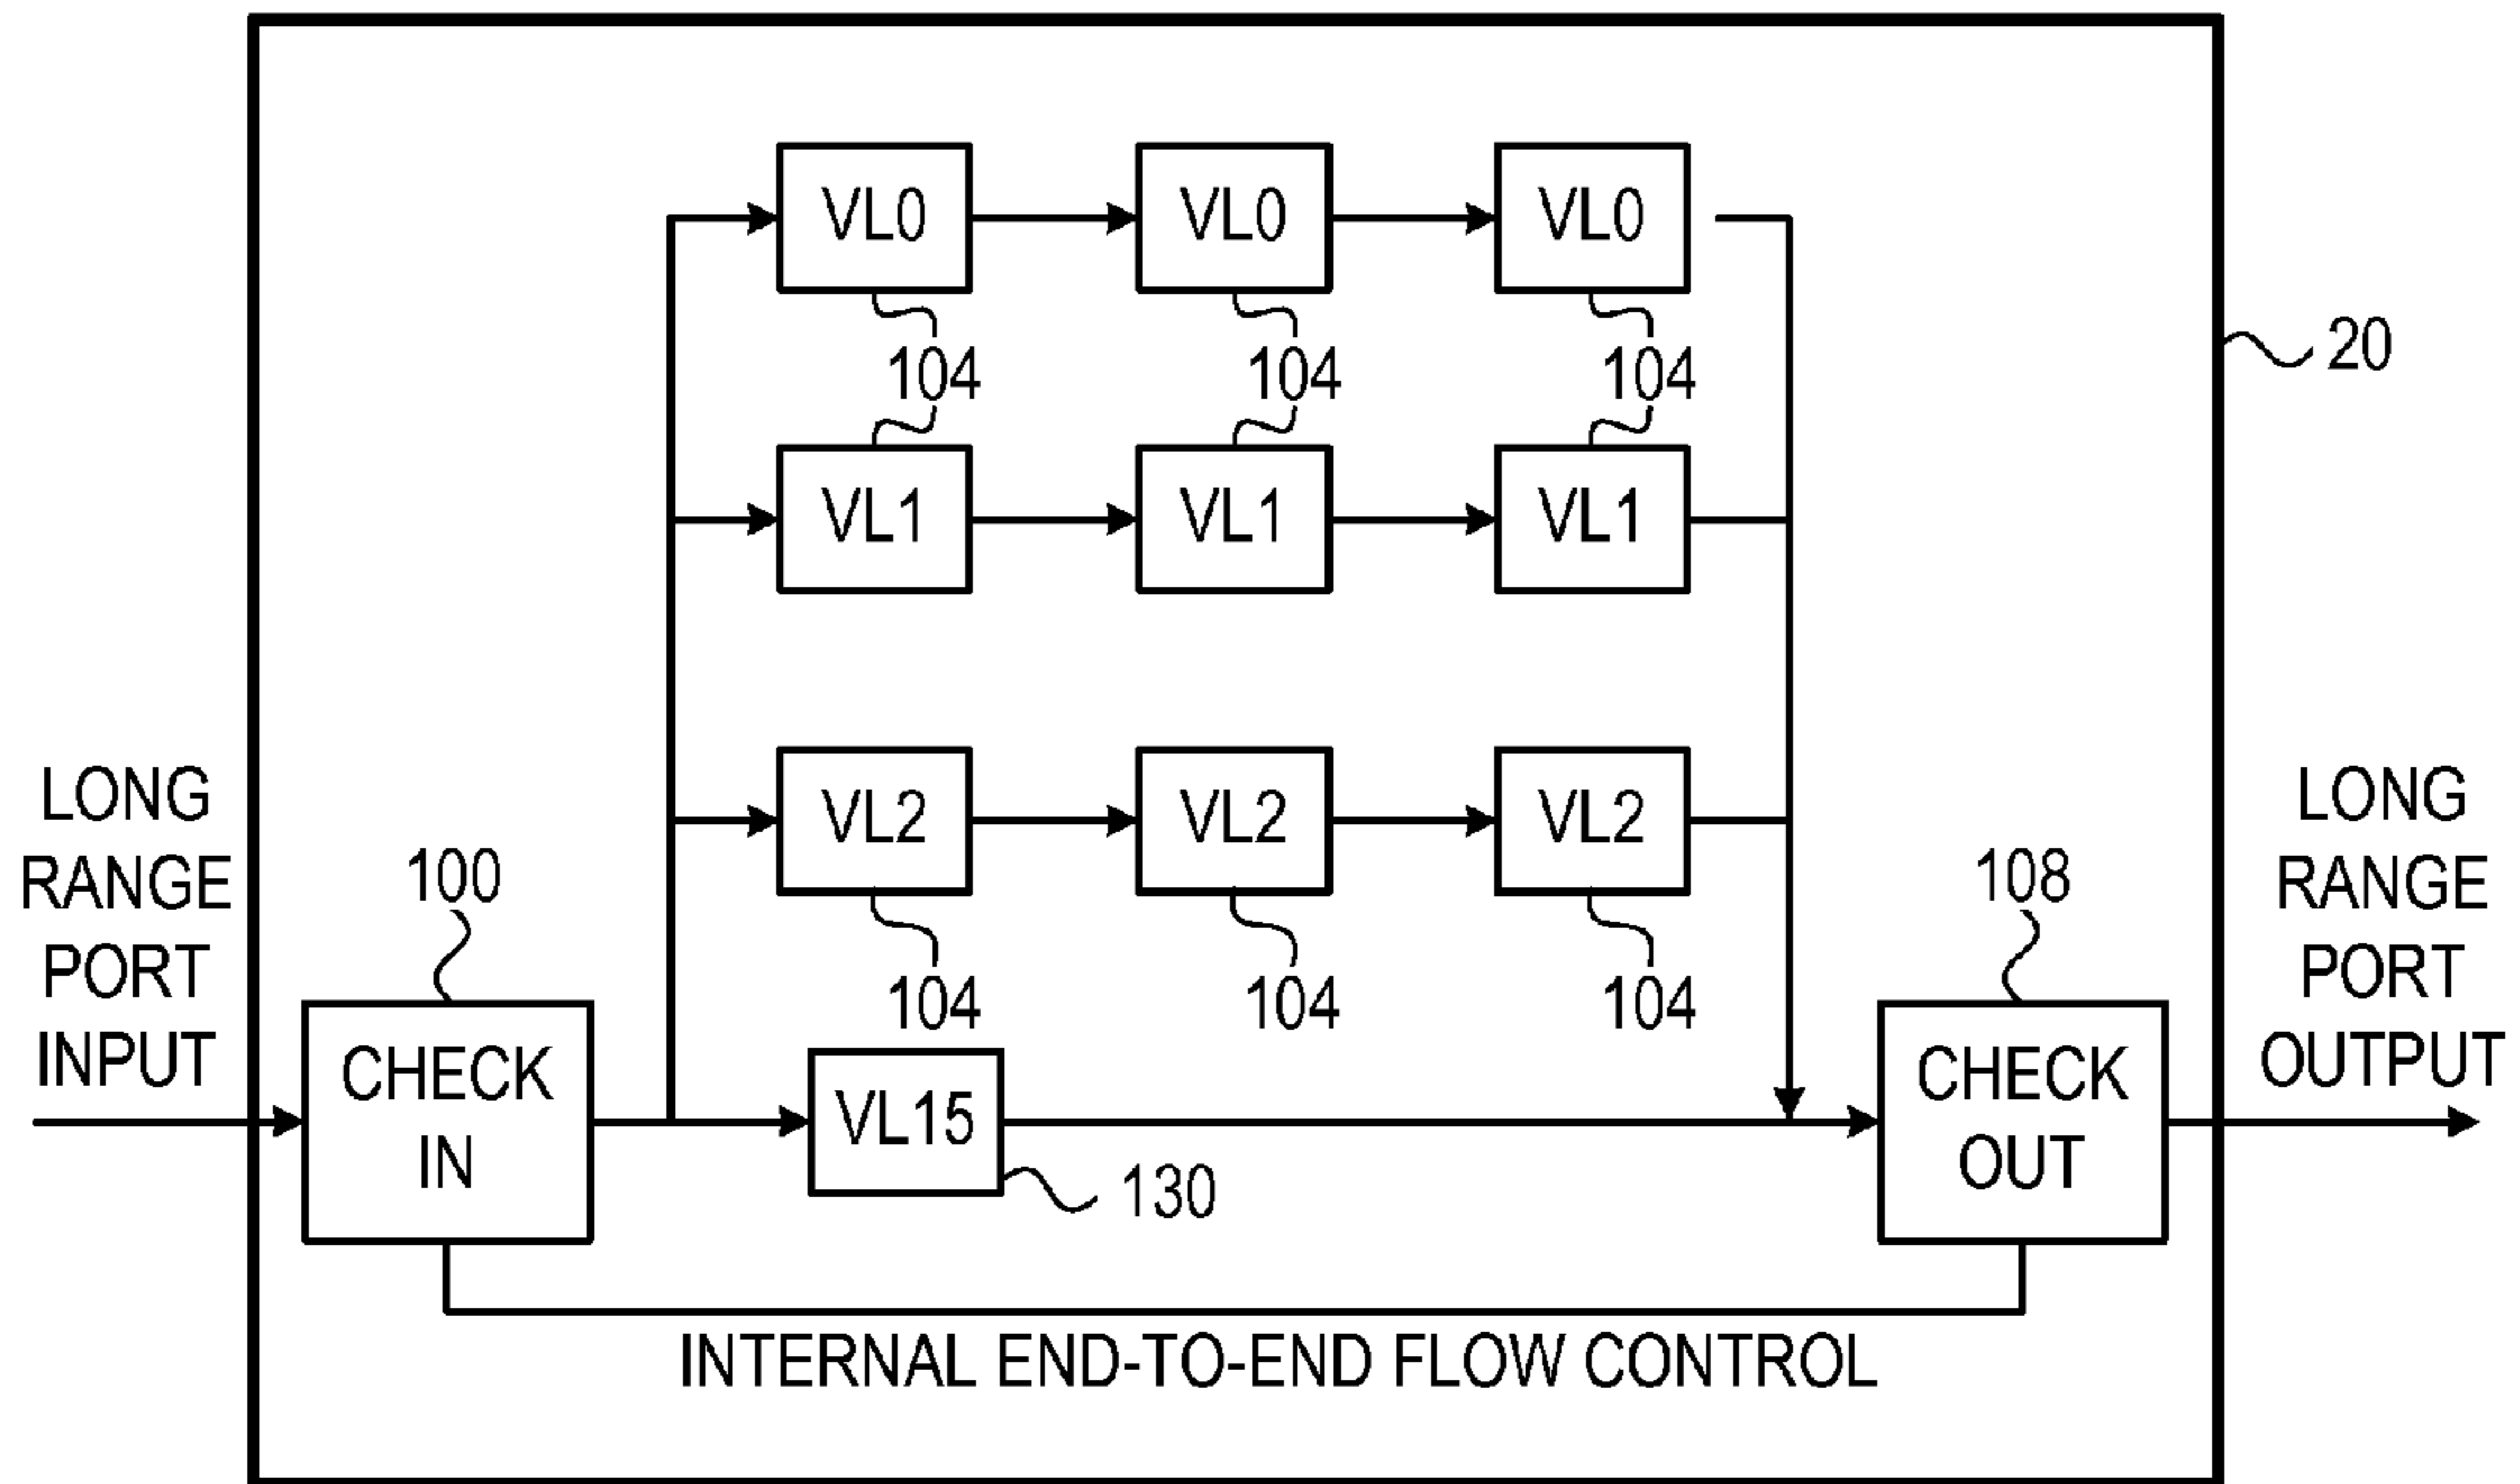 VL0 VL0 VL0
20
104 104 104
VL1 VL1 VL1
VL2 VL2 VL2
LONG
RANGE
PORT
INPUT
100
108
LONG
RANGE
PORT
OUTPUT
104 104 104
CHECK
IN
VL15
CHECK
OUT
130
INTERNAL END-TO-END FLOW CONTROL